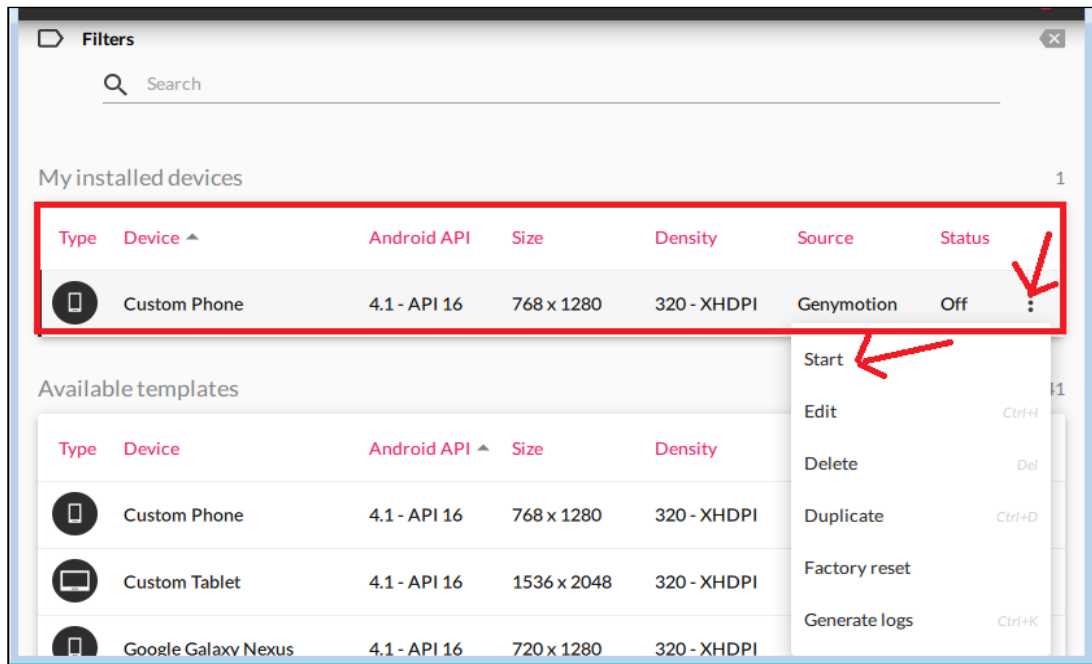 Filters
Search
My installed devices 1
Type Device Android API Size Density Source Status
Custom Phone 4.1 - API 16 768 x 1280 320 - XHDPI Genymotion Off
Start
Available templates 41
Edit Ctrl+I
Type Device Android API Size Density
Delete Del
Custom Phone 4.1 - API 16 768 x 1280 320 - XHDPI
Duplicate Ctrl+D
Custom Tablet 4.1 - API 16 1536 x 2048 320 - XHDPI
Factory reset
Generate logs Ctrl+K
Google Galaxy Nexus 4.1 - API 16 720 x 1280 320 - XHDPI